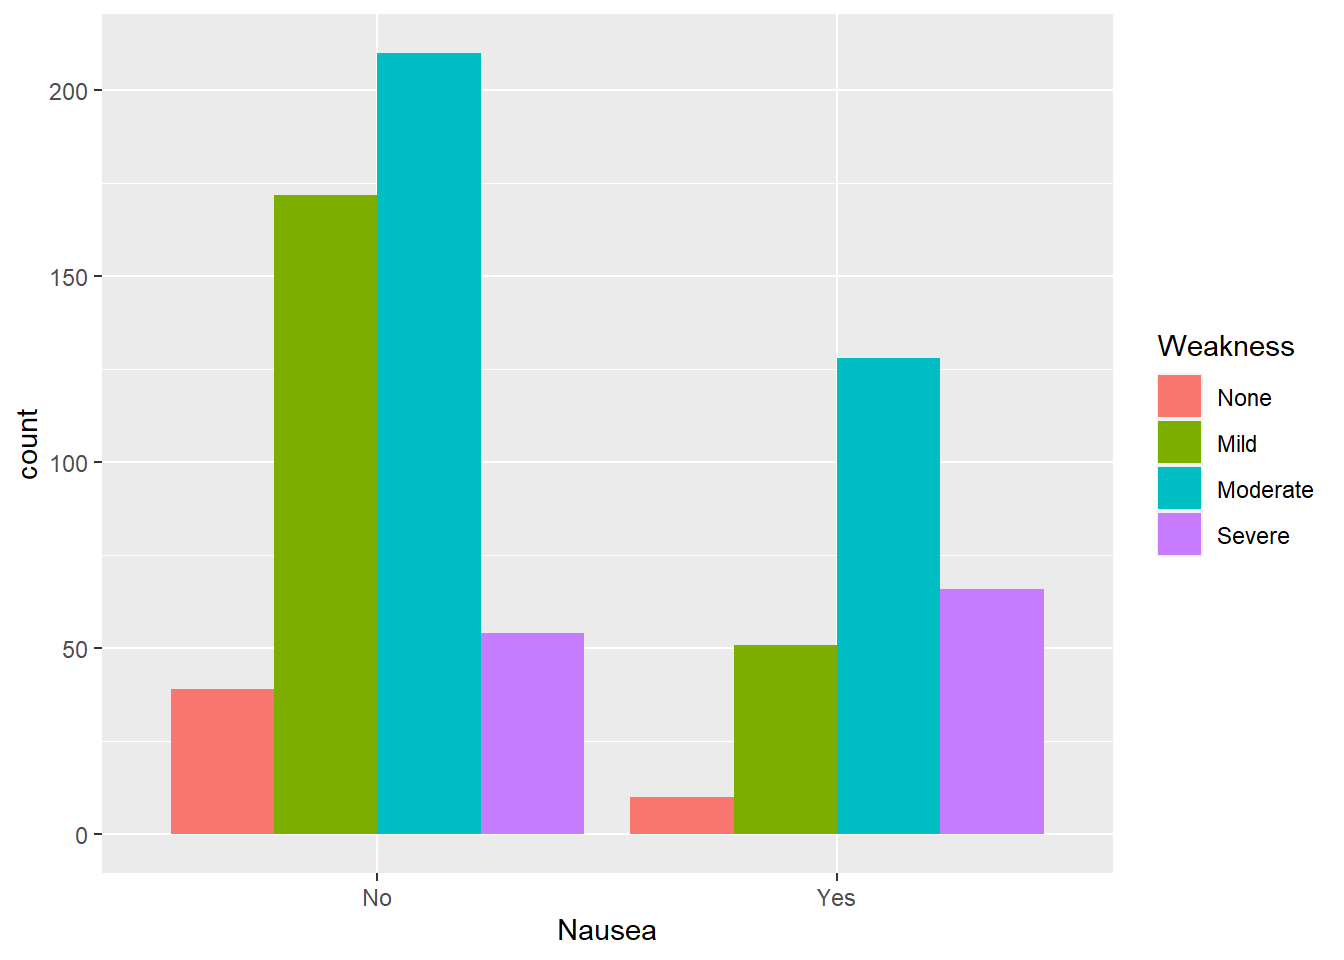 200
150
100
50
0
count
No
Yes
Nausea
Weakness
None
Mild
Moderate
Severe